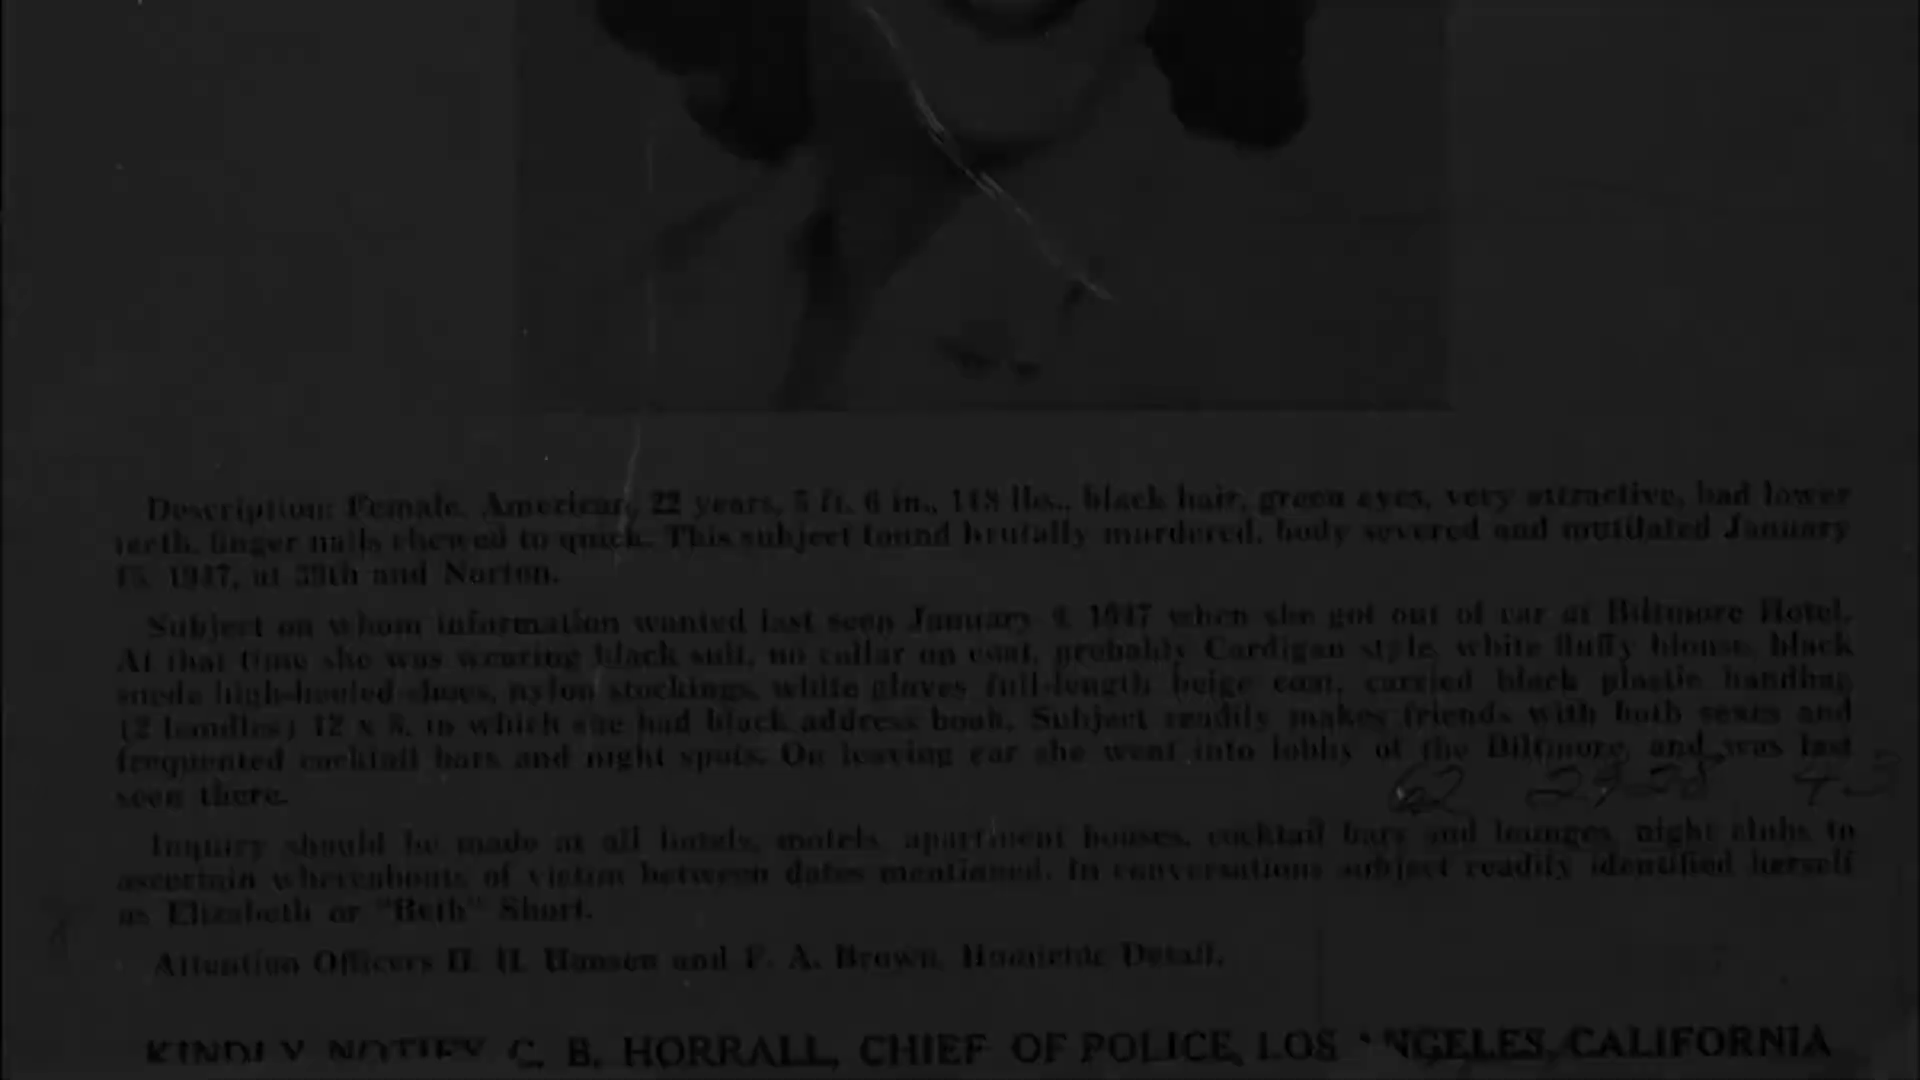 Description: Female, American, 22 years, 5 ft. 6 in., 118 lbs., black hair, green eyes, very attractive, bad lower
teeth, finger nails chewed to quick. This subject found brutally murdered, body severed and mutilated January
15, 1947, at 39th and Norton.
Subject on whom information wanted last seen January 9, 1947 when she got out of car at Biltmore Hotel.
At that time she was wearing black suit, no collar on coat, probably Cardigan style, white fluffy blouse, black
suede high-heeled shoes, nylon stockings, white gloves full-length beige coat, carried black plastic handbag
(2 handles) 12 x 8, in which she had black address book. Subject readily makes friends with both sexes and
frequented cocktail bars and night spots. On leaving car she went into lobby of the Biltmore, and was last
seen there.
62
Inquiry should be made at all hotels, motels, apartment houses, cocktail bars and lounges, night clubs to
ascertain whereabouts of victim between dates mentioned. In conversations subject readily identified herself
as Elizabeth or "Beth" Short.
Attention Officers H. H. Hansen and F. A. Brown, Homicide Detail.
KINDLY NOTIFY C. B. HORRALL, CHIEF OF POLICE, LOS ANGELES, CALIFORNIA